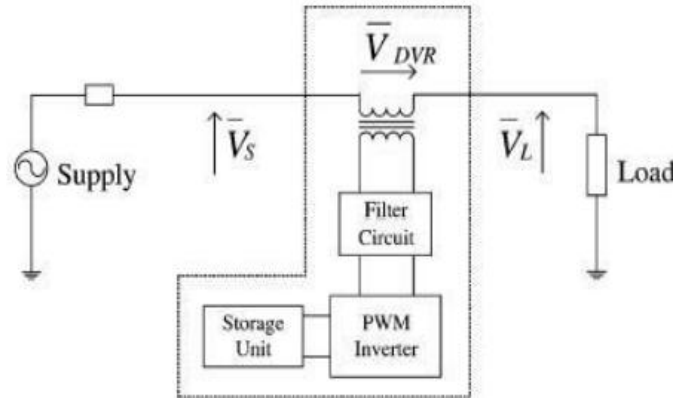 V̅ DVR
V̅S
V̅L
Supply
Load
Filter
Circuit
Storage
Unit
PWM
Inverter